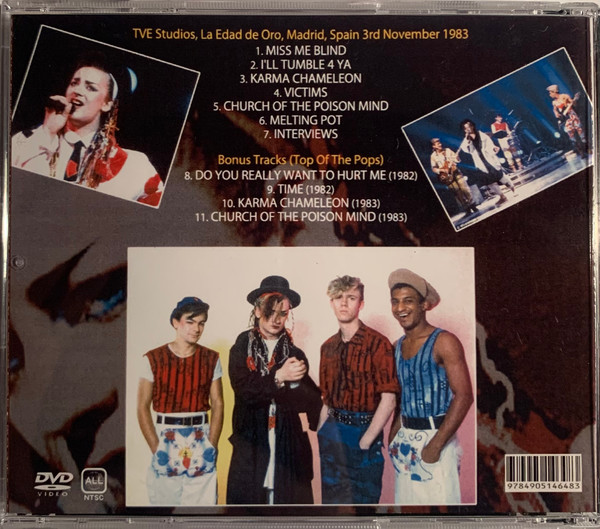 TVE Studios, La Edad de Oro, Madrid, Spain 3rd November 1983
1. MISS ME BLIND
2. I'LL TUMBLE 4 YA
3. KARMA CHAMELEON
4. VICTIMS
5. CHURCH OF THE POISON MIND
6. MELTING POT
7. INTERVIEWS
Bonus Tracks (Top Of The Pops)
8. DO YOU REALLY WANT TO HURT ME (1982)
9. TIME (1982)
10. KARMA CHAMELEON (1983)
11. CHURCH OF THE POISON MIND (1983)
DVD
VIDEO
ALL
NTSC
9784905146483